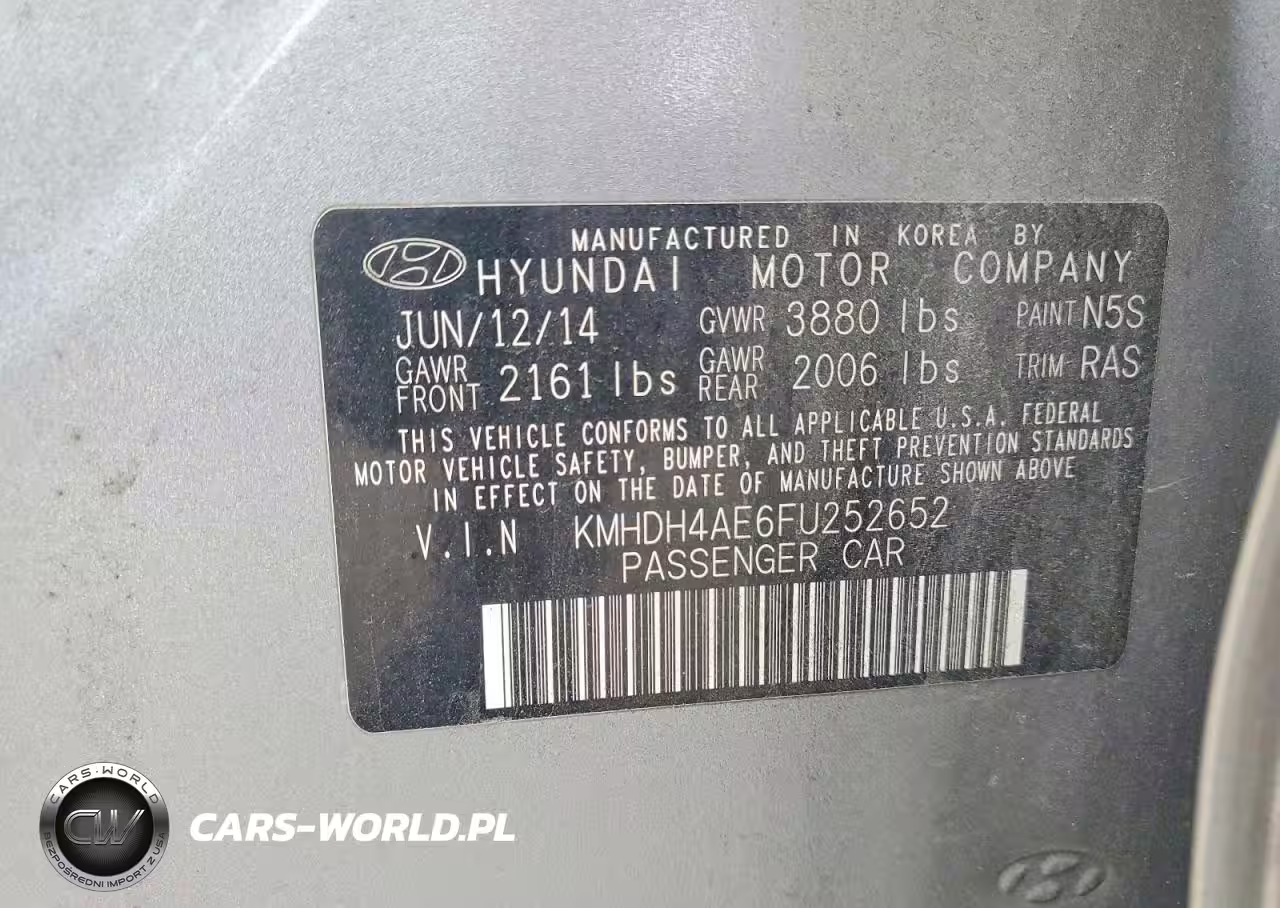 MANUFACTURED IN KOREA BY
HYUNDAI MOTOR COMPANY
JUN/12/14 GVWR 3880 lbs PAINT N5S
GAWR FRONT 2161 lbs GAWR REAR 2006 lbs TRIM RAS
THIS VEHICLE CONFORMS TO ALL APPLICABLE U.S.A. FEDERAL
MOTOR VEHICLE SAFETY, BUMPER, AND THEFT PREVENTION STANDARDS
IN EFFECT ON THE DATE OF MANUFACTURE SHOWN ABOVE
V.I.N KMHDH4AE6FU252652
PASSENGER CAR
CARS-WORLD
CW
BEZPOŚREDNI IMPORT Z USA
CARS-WORLD.PL